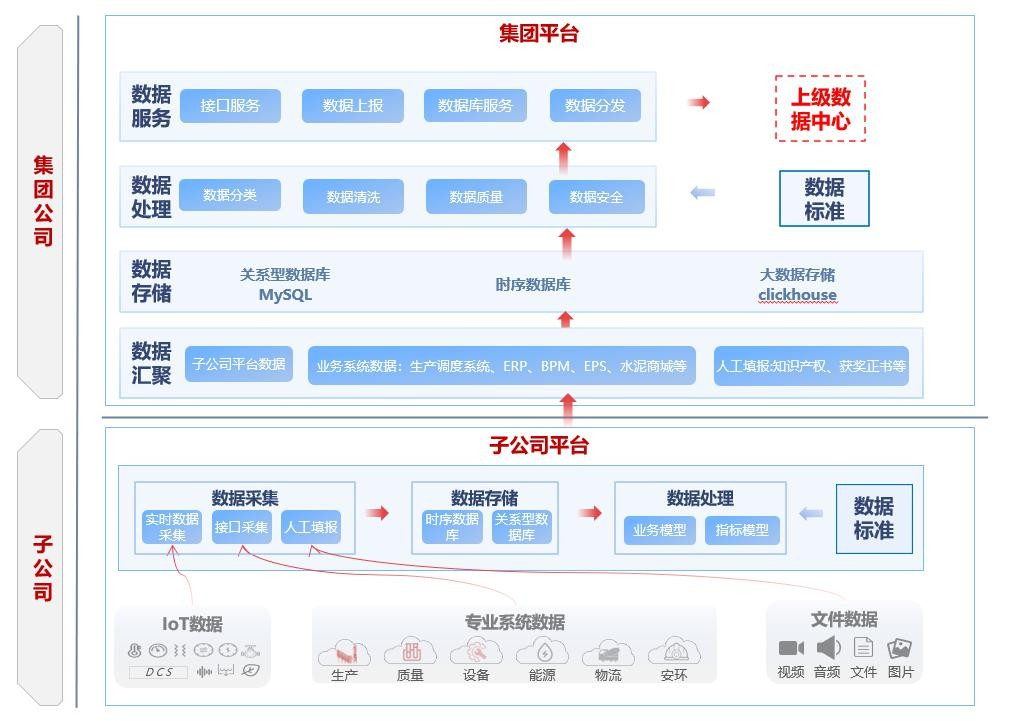 集团公司
集团平台
数据
服务
接口服务
数据上报
数据库服务
数据分发
上级数
据中心
数据
处理
数据分类
数据清洗
数据质量
数据安全
数据
标准
数据
存储
关系型数据库
MySQL
时序数据库
大数据存储
clickhouse
数据
汇聚
子公司平台数据
业务系统数据：生产调度系统、ERP、BPM、EPS、水泥商城等
人工填报:知识产权、获奖正书等
子公司
子公司平台
数据采集
实时数据
采集
接口采集
人工填报
数据存储
时序数据
库
关系型数
据库
数据处理
业务模型
指标模型
数据
标准
IoT数据
DCS
专业系统数据
生产
质量
设备
能源
物流
安环
文件数据
视频
音频
文件
图片